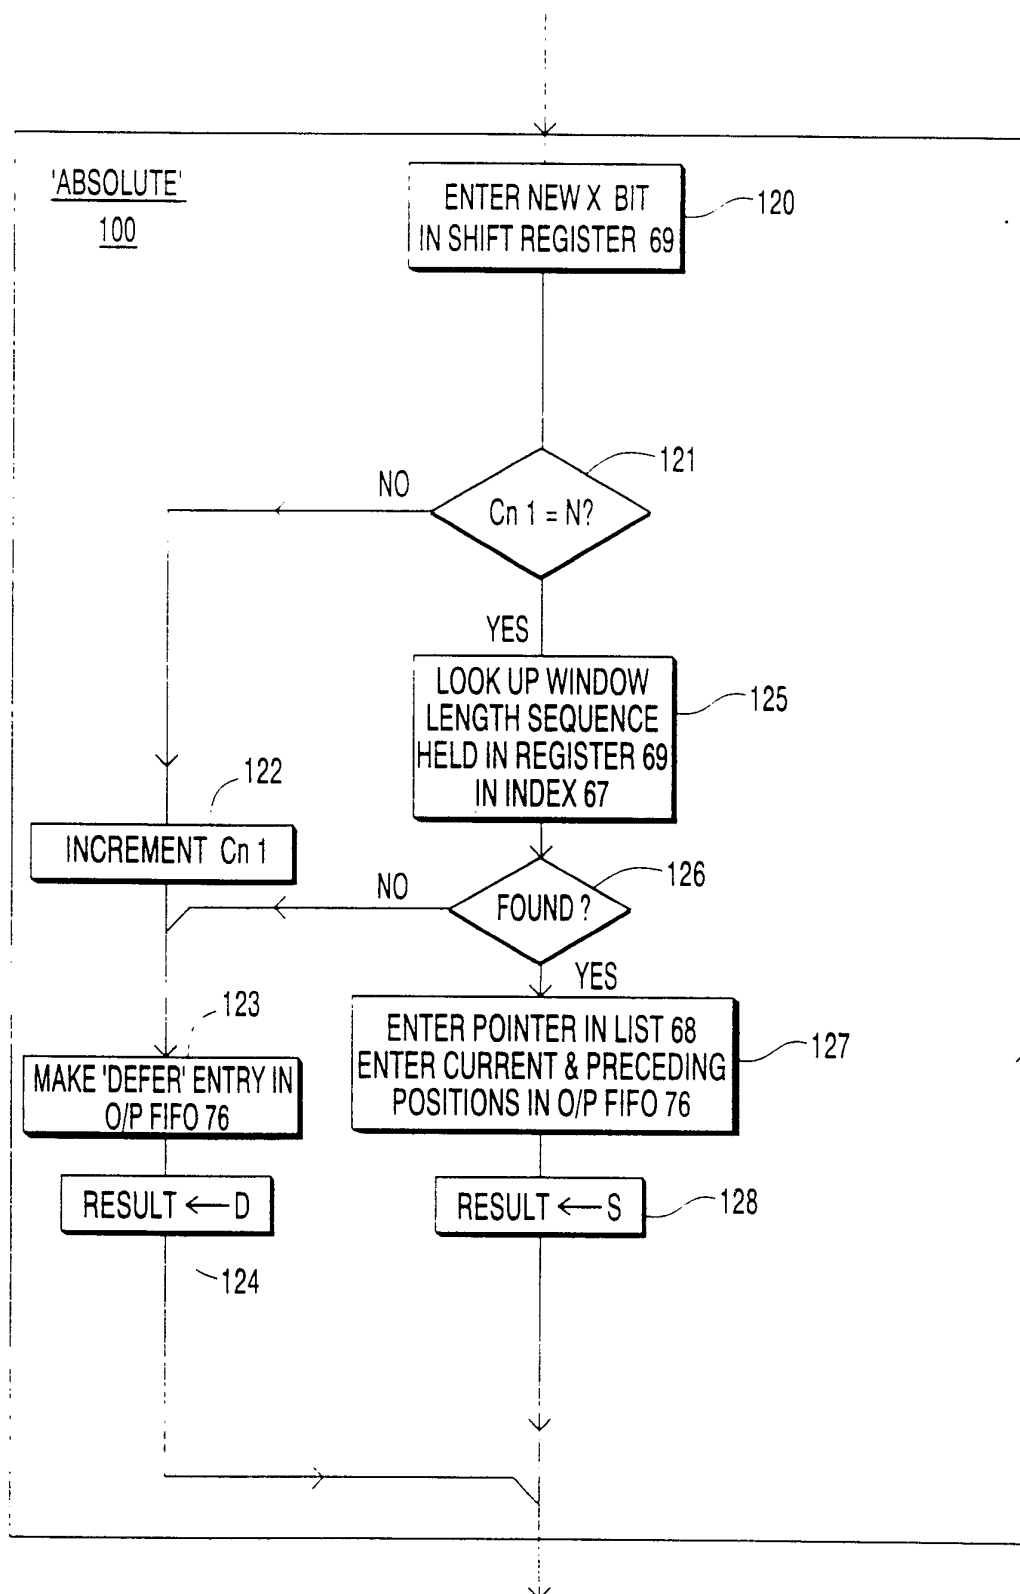 'ABSOLUTE'
100
ENTER NEW X BIT
IN SHIFT REGISTER 69
120
Cn 1 = N?
121
NO
YES
LOOK UP WINDOW
LENGTH SEQUENCE
HELD IN REGISTER 69
IN INDEX 67
125
122
INCREMENT Cn 1
FOUND ?
126
NO
YES
123
MAKE 'DEFER' ENTRY IN
O/P FIFO 76
ENTER POINTER IN LIST 68
ENTER CURRENT & PRECEDING
POSITIONS IN O/P FIFO 76
127
RESULT ← D
124
RESULT ← S
128